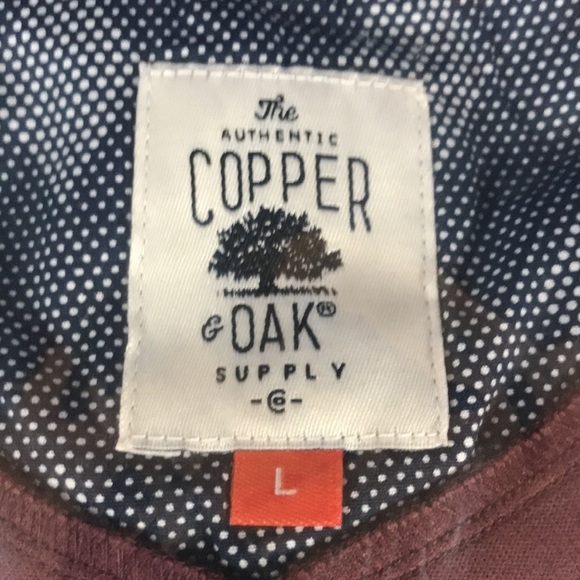 The
AUTHENTIC
COPPER
& OAK®
SUPPLY
-Co-
L